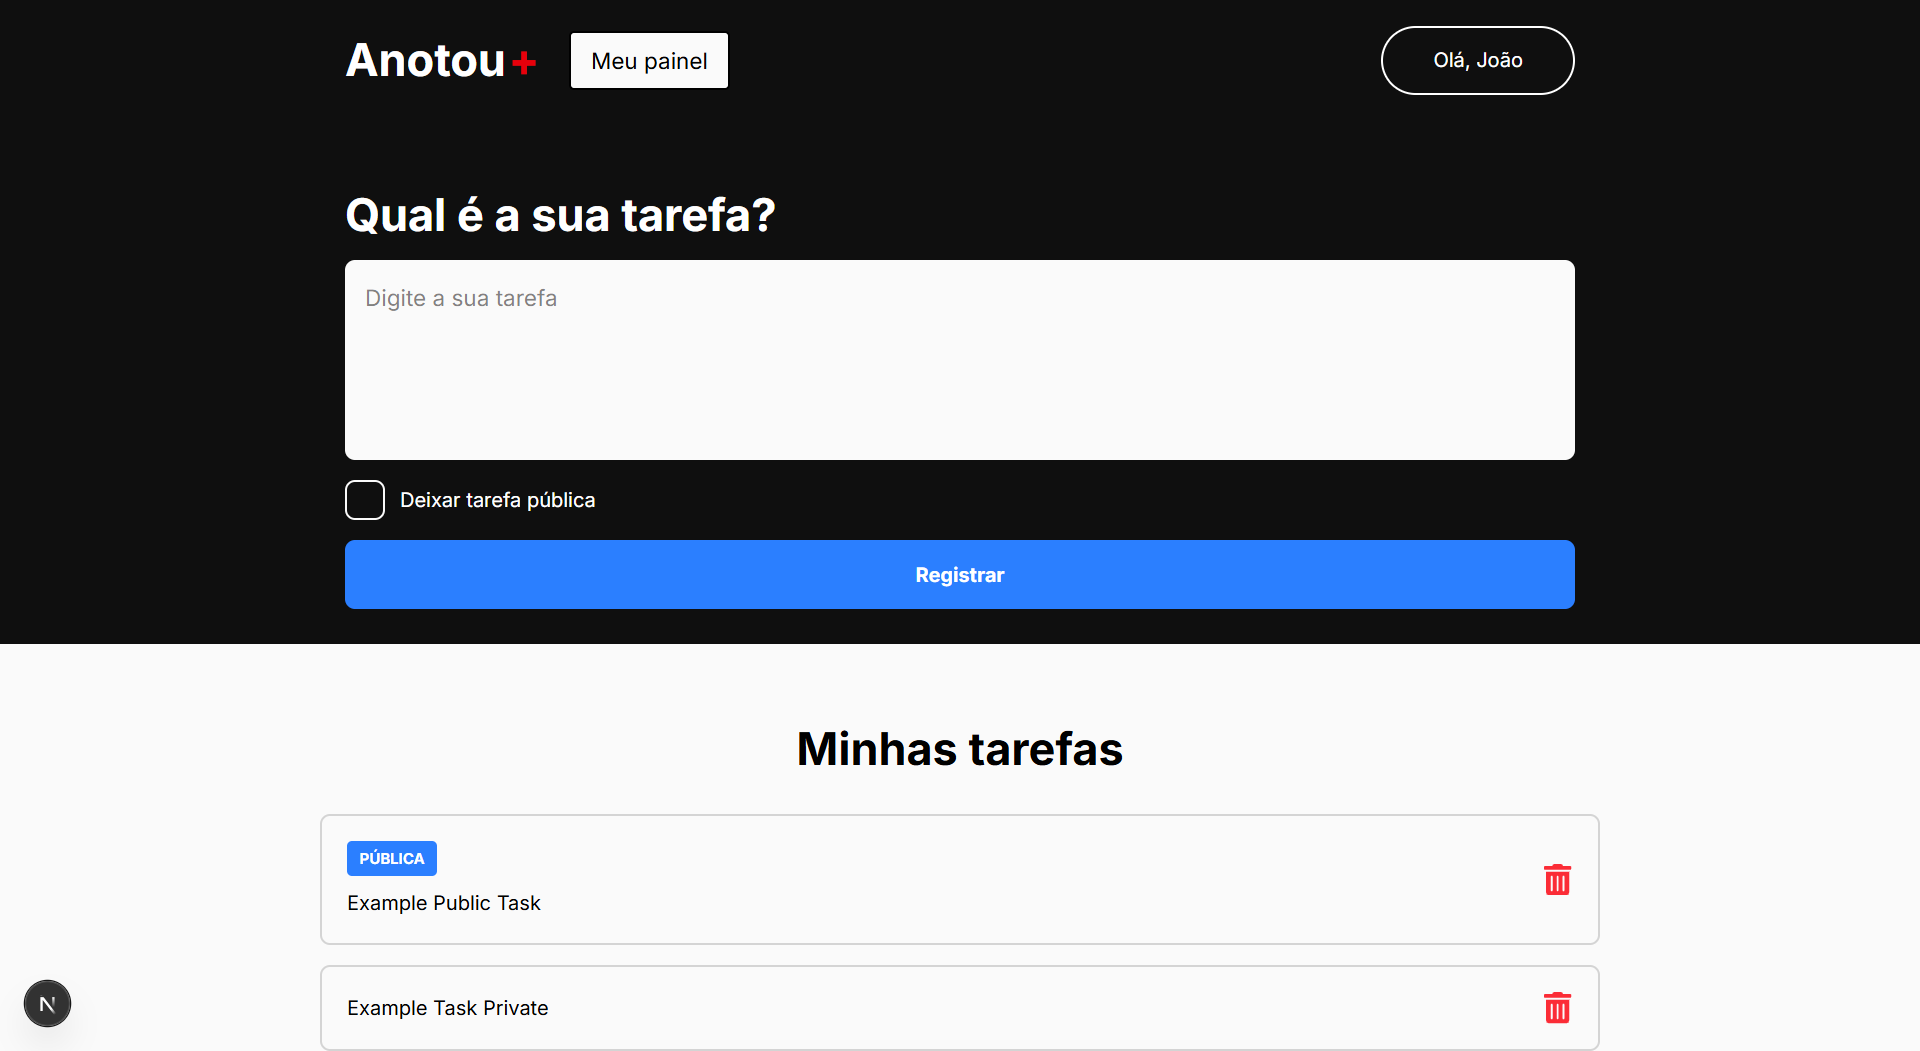 Anotou+
Meu painel
Olá, João
Qual é a sua tarefa?
Digite a sua tarefa
Deixar tarefa pública
Registrar
Minhas tarefas
PÚBLICA
Example Public Task
Example Task Private
N